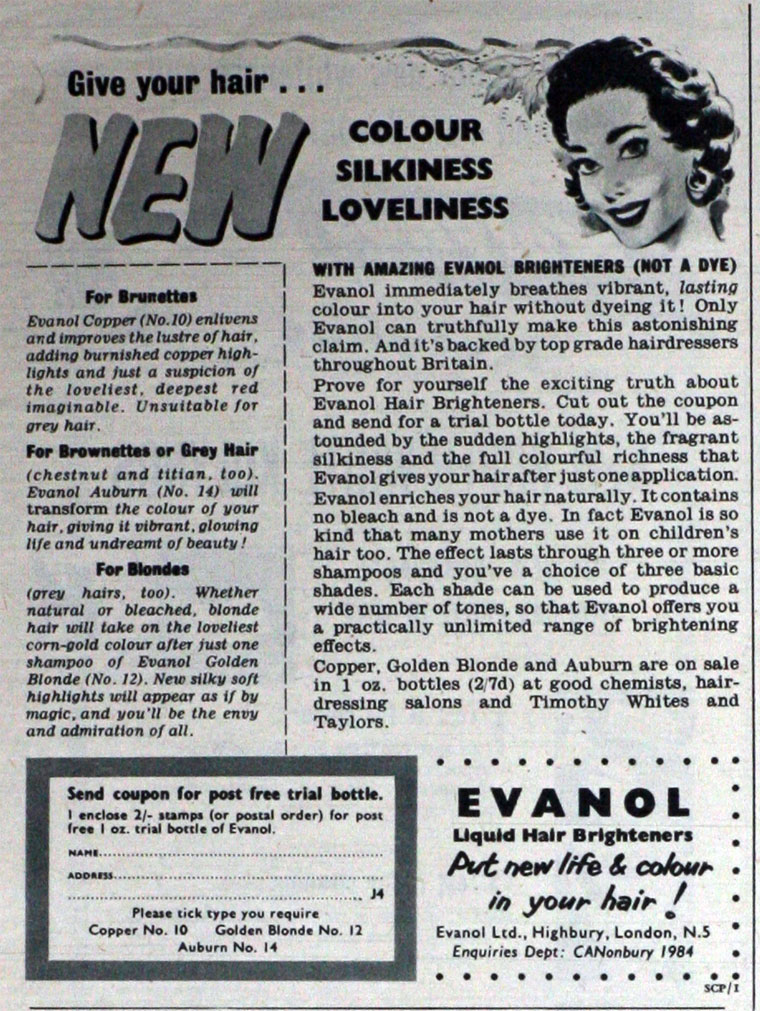 Give your hair . . .
NEW
COLOUR
SILKINESS
LOVELINESS
For Brunettes
Evanol Copper (No.10) enlivens
and improves the lustre of hair,
adding burnished copper high-
lights and just a suspicion of
the loveliest, deepest red
imaginable. Unsuitable for
grey hair.
For Brownettes or Grey Hair
(chestnut and titian, too).
Evanol Auburn (No. 14) will
transform the colour of your
hair, giving it vibrant, glowing
life and undreamt of beauty!
For Blondes
(grey hairs, too). Whether
natural or bleached, blonde
hair will take on the loveliest
corn-gold colour after just one
shampoo of Evanol Golden
Blonde (No. 12). New silky soft
highlights will appear as if by
magic, and you'll be the envy
and admiration of all.
WITH AMAZING EVANOL BRIGHTENERS (NOT A DYE)
Evanol immediately breathes vibrant, lasting
colour into your hair without dyeing it! Only
Evanol can truthfully make this astonishing
claim. And it's backed by top grade hairdressers
throughout Britain.
Prove for yourself the exciting truth about
Evanol Hair Brighteners. Cut out the coupon
and send for a trial bottle today. You'll be as-
tounded by the sudden highlights, the fragrant
silkiness and the full colourful richness that
Evanol gives your hair after just one application.
Evanol enriches your hair naturally. It contains
no bleach and is not a dye. In fact Evanol is so
kind that many mothers use it on children's
hair too. The effect lasts through three or more
shampoos and you've a choice of three basic
shades. Each shade can be used to produce a
wide number of tones, so that Evanol offers you
a practically unlimited range of brightening
effects.
Copper, Golden Blonde and Auburn are on sale
in 1 oz. bottles (2/7d) at good chemists, hair-
dressing salons and Timothy Whites and
Taylors.
Send coupon for post free trial bottle.
I enclose 2/- stamps (or postal order) for post
free 1 oz. trial bottle of Evanol.
NAME
ADDRESS
J4
Please tick type you require
Copper No. 10 Golden Blonde No. 12
Auburn No. 14
EVANOL
Liquid Hair Brighteners
Put new life & colour
in your hair!
Evanol Ltd., Highbury, London, N.5
Enquiries Dept: CANonbury 1984
SCP/1